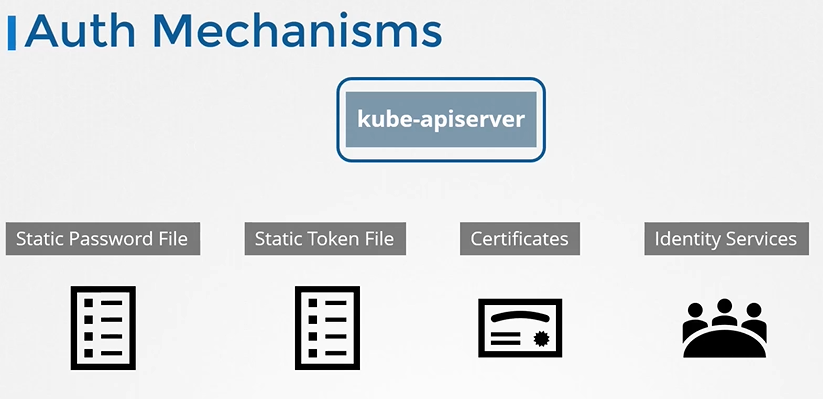 Auth Mechanisms
kube-apiserver
Static Password File
Static Token File
Certificates
Identity Services